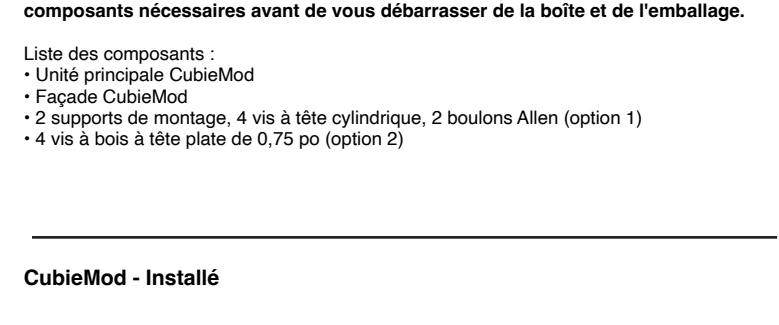 composants nécessaires avant de vous débarrasser de la boîte et de l'emballage.
Liste des composants :
• Unité principale CubieMod
• Façade CubieMod
• 2 supports de montage, 4 vis à tête cylindrique, 2 boulons Allen (option 1)
• 4 vis à bois à tête plate de 0,75 po (option 2)
CubieMod - Installé